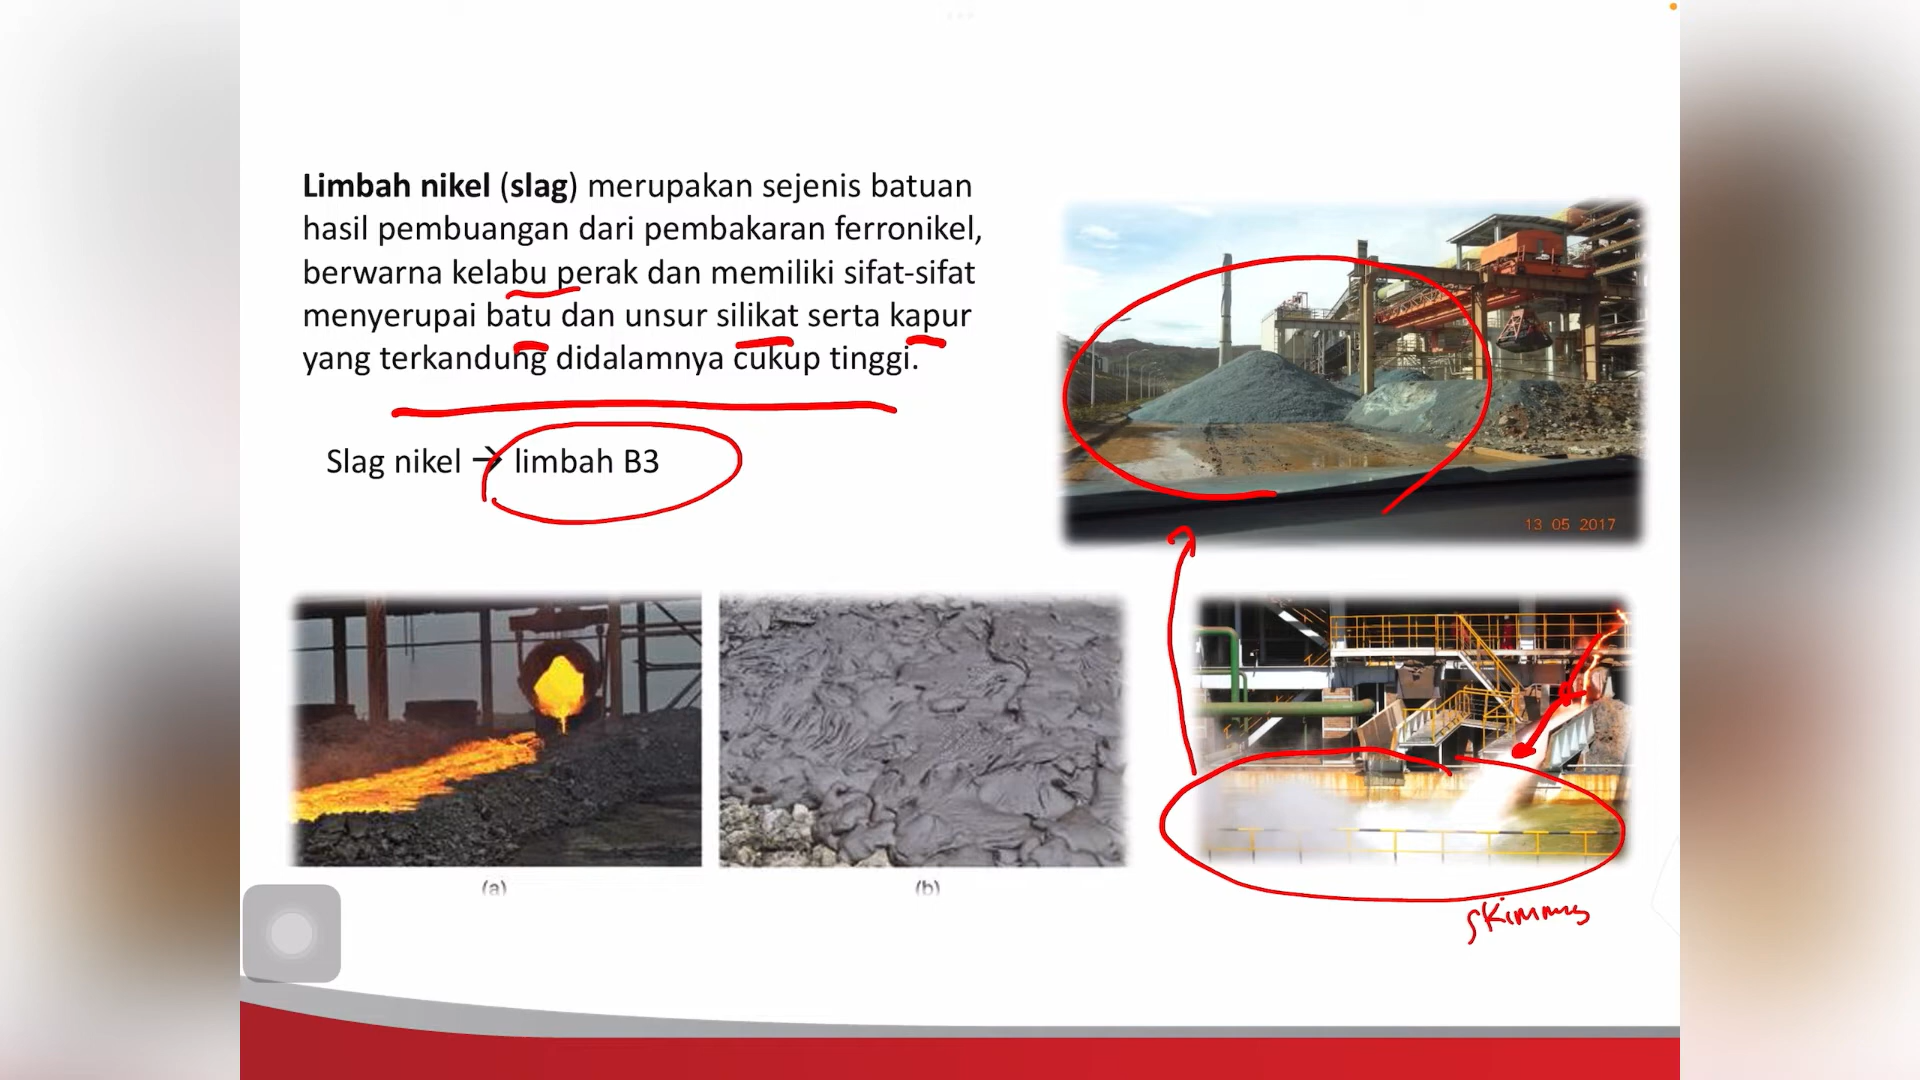 Limbah nikel (slag) merupakan sejenis batuan
hasil pembuangan dari pembakaran ferronikel,
berwarna kelabu perak dan memiliki sifat-sifat
menyerupai batu dan unsur silikat serta kapur
yang terkandung didalamnya cukup tinggi.
Slag nikel → limbah B3
13 05 2017
(a)
(b)